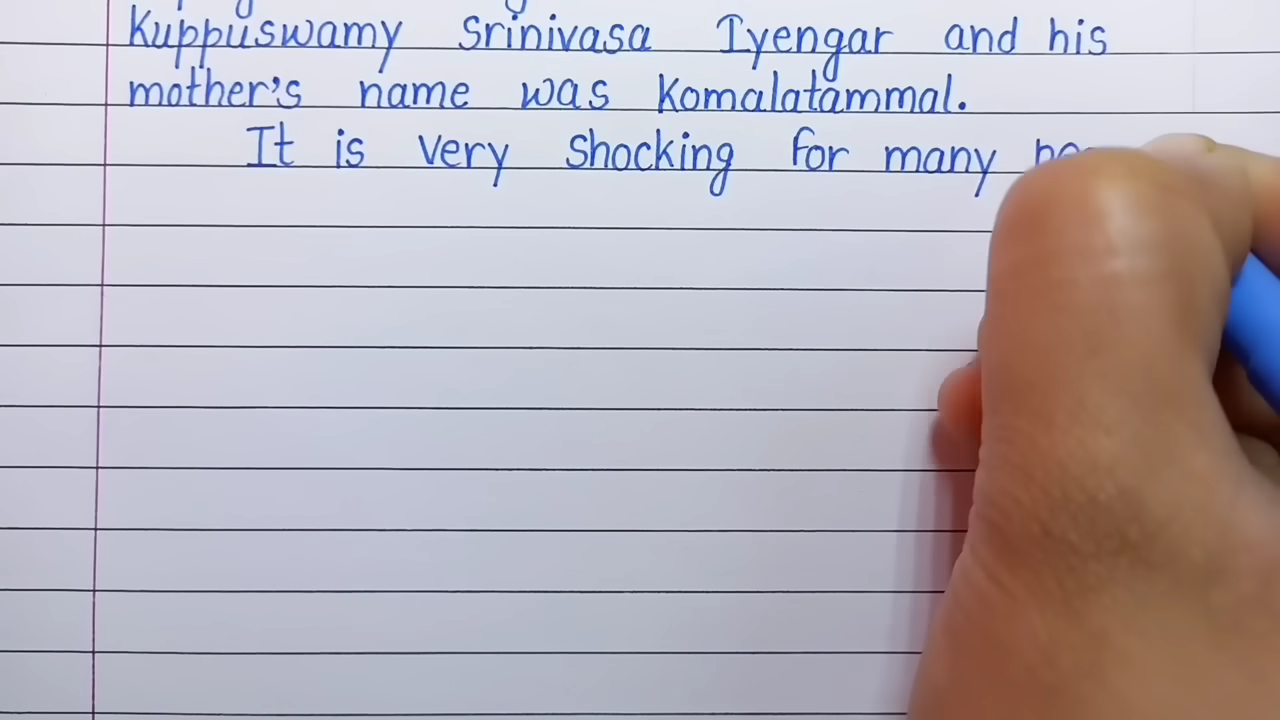 Kuppuswamy Srinivasa Iyengar and his
mother's name was Komalatammal.
It is very shocking for many